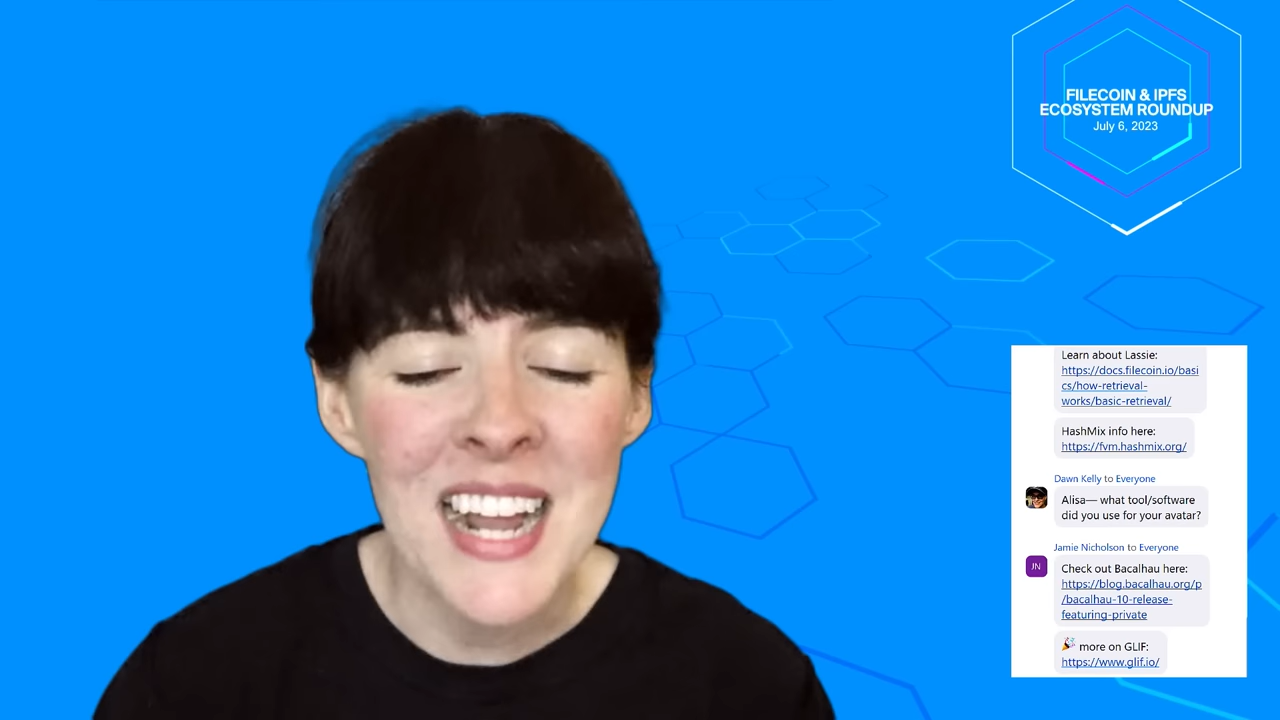 FILECOIN & IPFS
ECOSYSTEM ROUNDUP
July 6, 2023
Learn about Lassie:
https://docs.filecoin.io/basi
cs/how-retrieval-
works/basic-retrieval/
HashMix info here:
https://fvm.hashmix.org/
Dawn Kelly to Everyone
Alisa— what tool/software
did you use for your avatar?
Jamie Nicholson to Everyone
JN
Check out Bacalhau here:
https://blog.bacalhau.org/p
/bacalhau-10-release-
featuring-private
🎉 more on GLIF:
https://www.glif.io/